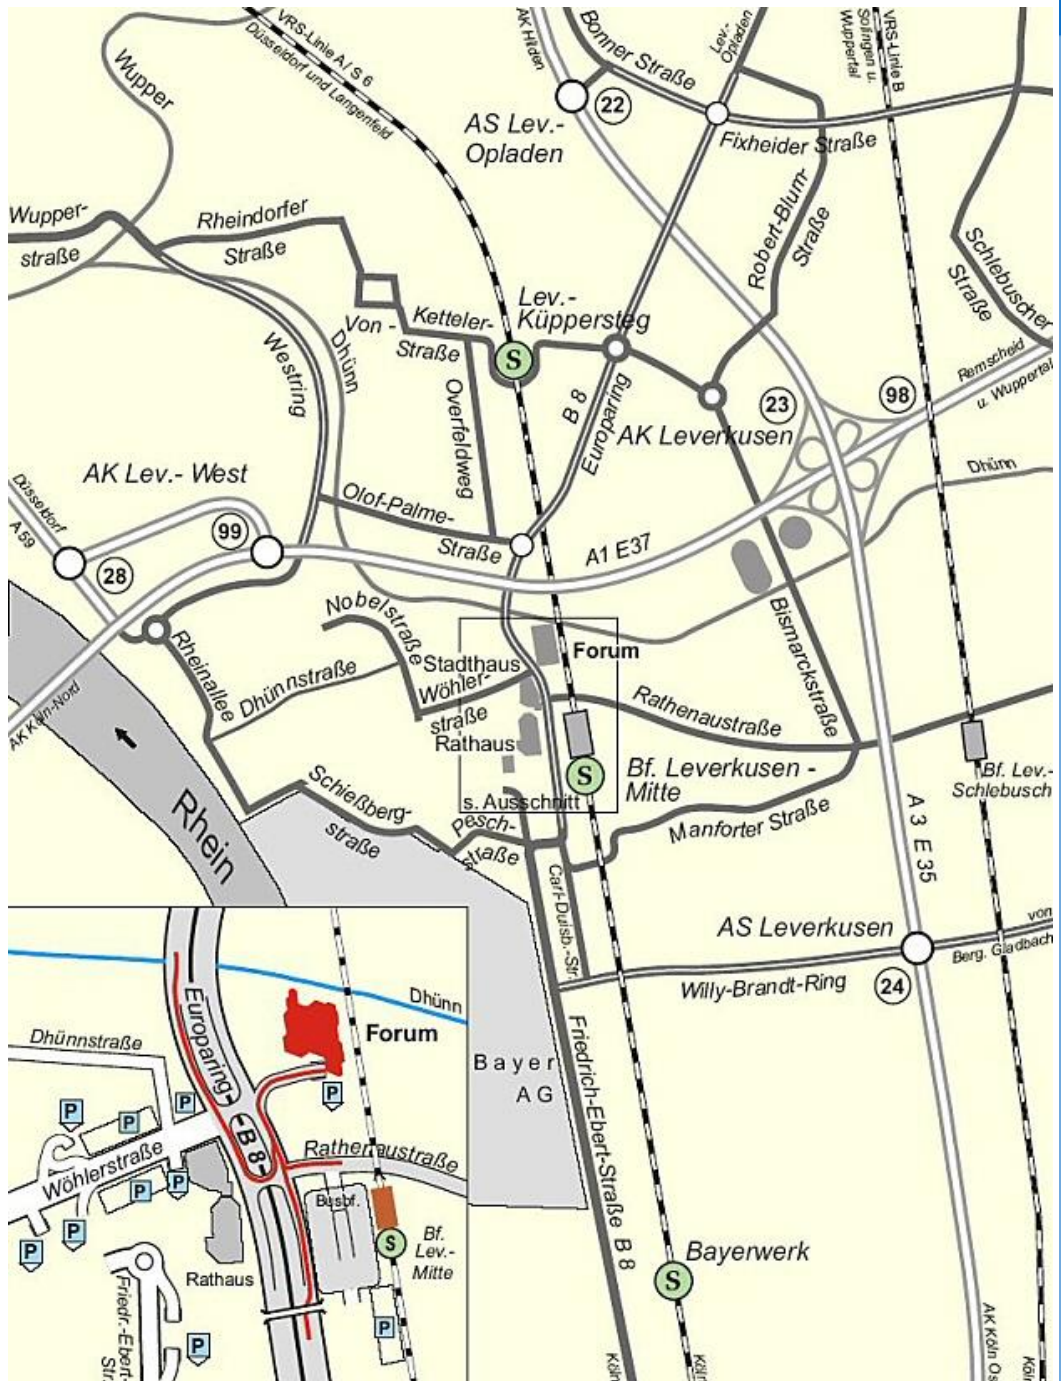 VRS-Linie A / S 6
Düsseldorf und Langenfeld
AK Hilden
Bonner Straße
Lev.-
Opladen
Solingen u.
Wuppertal
VRS-Linie B
Wupper
22
AS Lev.-
Opladen
Fixheider Straße
Wupper-
straße
Rheindorfer
Straße
Robert-Blum-
Straße
Schlebuscher
Straße
Lev.-
Küppersteg
Von -
Ketteler-
Straße
S
Westring
Dhünn
Overfeldweg
B 8
Europaring
23
98
Remscheid
u. Wuppertal
AK Leverkusen
AK Lev.- West
Dhünn
Düsseldorf
A 59
Olof-Palme-
Straße
99
28
A1 E37
Nobelstraße
Bismarckstraße
Rheinallee
Dhünnstraße
Stadthaus
Forum
Wöhler-
straße
Rathenaustraße
AK Köln-Nord
Rathaus
Bf. Leverkusen -
Mitte
S
Bf. Lev.-
Schlebusch
Schießberg-
straße
s. Ausschnitt
Pesch-
straße
Manforter Straße
Rhein
A 3 E 35
Carl-Duisb.-Str.
AS Leverkusen
von
Berg. Gladbach
Willy-Brandt-Ring
24
Bayer
AG
Friedrich-Ebert-Straße B 8
Bayerwerk
S
AK Köln Os
Köln
Köln
Köln
Dhünn
Europaring
Forum
Dhünnstraße
P
P
P
P
B 8
Rathenaustraße
Wöhlerstraße
P
P
P
P
Busbf.
S
Bf.
Lev.-
Mitte
Rathaus
Friedr.-Ebert-
Str.
P
P